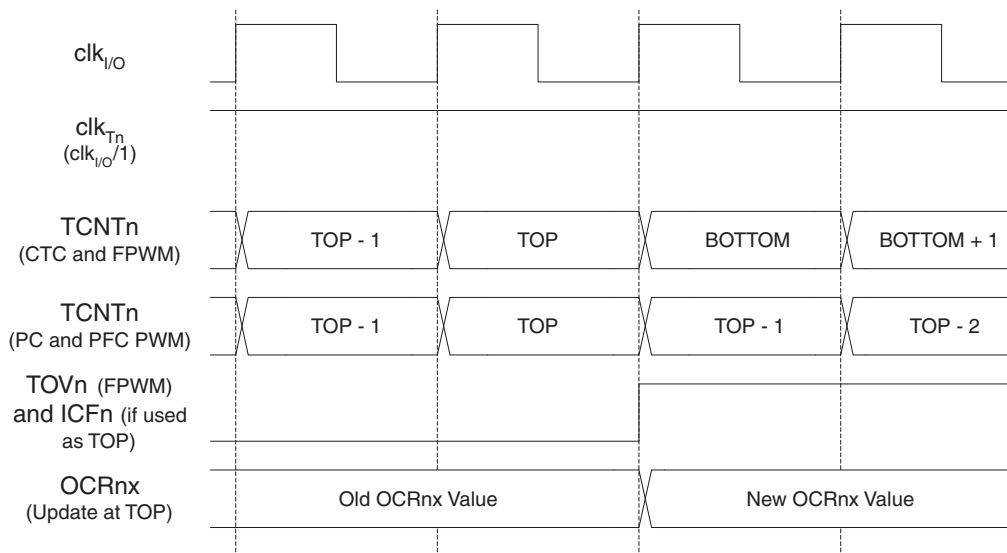 clkI/O
clkTn
(clkI/O/1)
TCNTn
(CTC and FPWM)
TOP - 1
TOP
BOTTOM
BOTTOM + 1
TCNTn
(PC and PFC PWM)
TOP - 1
TOP
TOP - 1
TOP - 2
TOVn (FPWM)
and ICFn (if used
as TOP)
OCRnx
(Update at TOP)
Old OCRnx Value
New OCRnx Value